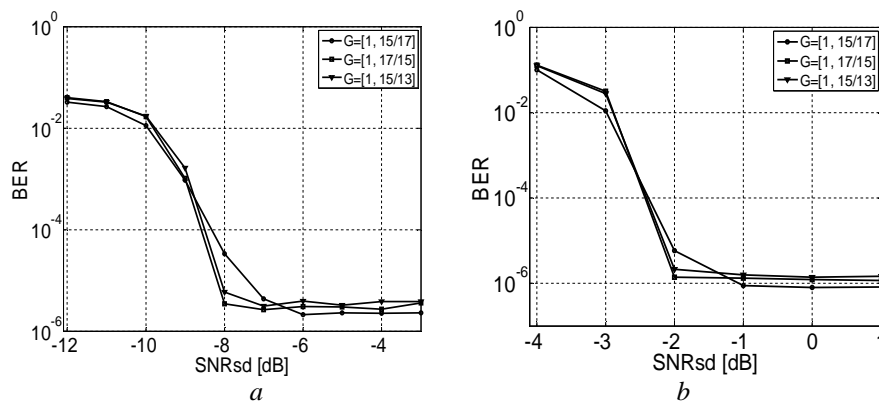 10^0
10^-2
10^-4
10^-6
BER
-12 -10 -8 -6 -4
SNRsd [dB]
G=[1, 15/17]
G=[1, 17/15]
G=[1, 15/13]
a
10^0
10^-2
10^-4
10^-6
BER
-4 -3 -2 -1 0 1
SNRsd [dB]
G=[1, 15/17]
G=[1, 17/15]
G=[1, 15/13]
b